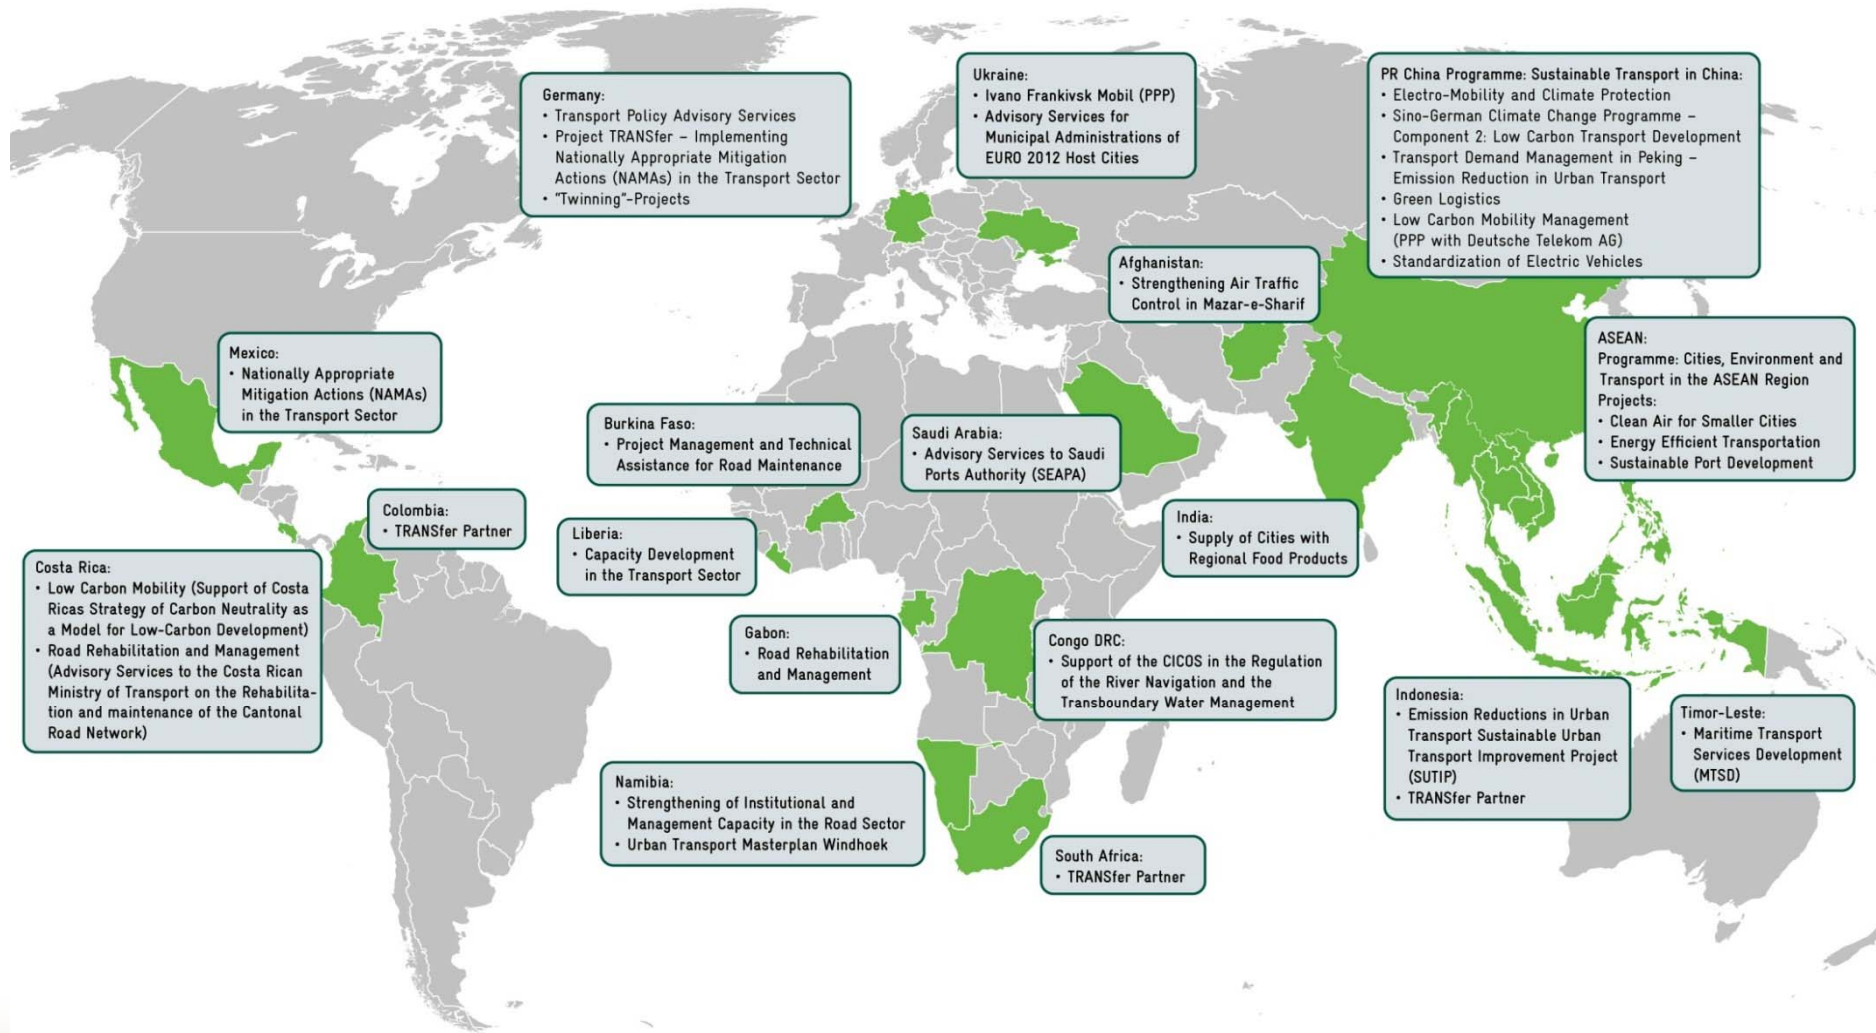 Germany:
• Transport Policy Advisory Services
• Project TRANSfer – Implementing
Nationally Appropriate Mitigation
Actions (NAMAs) in the Transport Sector
• "Twinning"-Projects
Ukraine:
• Ivano Frankivsk Mobil (PPP)
• Advisory Services for
Municipal Administrations of
EURO 2012 Host Cities
PR China Programme: Sustainable Transport in China:
• Electro-Mobility and Climate Protection
• Sino-German Climate Change Programme –
Component 2: Low Carbon Transport Development
• Transport Demand Management in Peking –
Emission Reduction in Urban Transport
• Green Logistics
• Low Carbon Mobility Management
(PPP with Deutsche Telekom AG)
• Standardization of Electric Vehicles
Afghanistan:
• Strengthening Air Traffic
Control in Mazar-e-Sharif
Mexico:
• Nationally Appropriate
Mitigation Actions (NAMAs)
in the Transport Sector
ASEAN:
Programme: Cities, Environment and
Transport in the ASEAN Region
Projects:
• Clean Air for Smaller Cities
• Energy Efficient Transportation
• Sustainable Port Development
Burkina Faso:
• Project Management and Technical
Assistance for Road Maintenance
Saudi Arabia:
• Advisory Services to Saudi
Ports Authority (SEAPA)
Colombia:
• TRANSfer Partner
Liberia:
• Capacity Development
in the Transport Sector
India:
• Supply of Cities with
Regional Food Products
Costa Rica:
• Low Carbon Mobility (Support of Costa
Ricas Strategy of Carbon Neutrality as
a Model for Low-Carbon Development)
• Road Rehabilitation and Management
(Advisory Services to the Costa Rican
Ministry of Transport on the Rehabilita-
tion and maintenance of the Cantonal
Road Network)
Gabon:
• Road Rehabilitation
and Management
Congo DRC:
• Support of the CICOS in the Regulation
of the River Navigation and the
Transboundary Water Management
Indonesia:
• Emission Reductions in Urban
Transport Sustainable Urban
Transport Improvement Project
(SUTIP)
• TRANSfer Partner
Timor-Leste:
• Maritime Transport
Services Development
(MTSD)
Namibia:
• Strengthening of Institutional and
Management Capacity in the Road Sector
• Urban Transport Masterplan Windhoek
South Africa:
• TRANSfer Partner